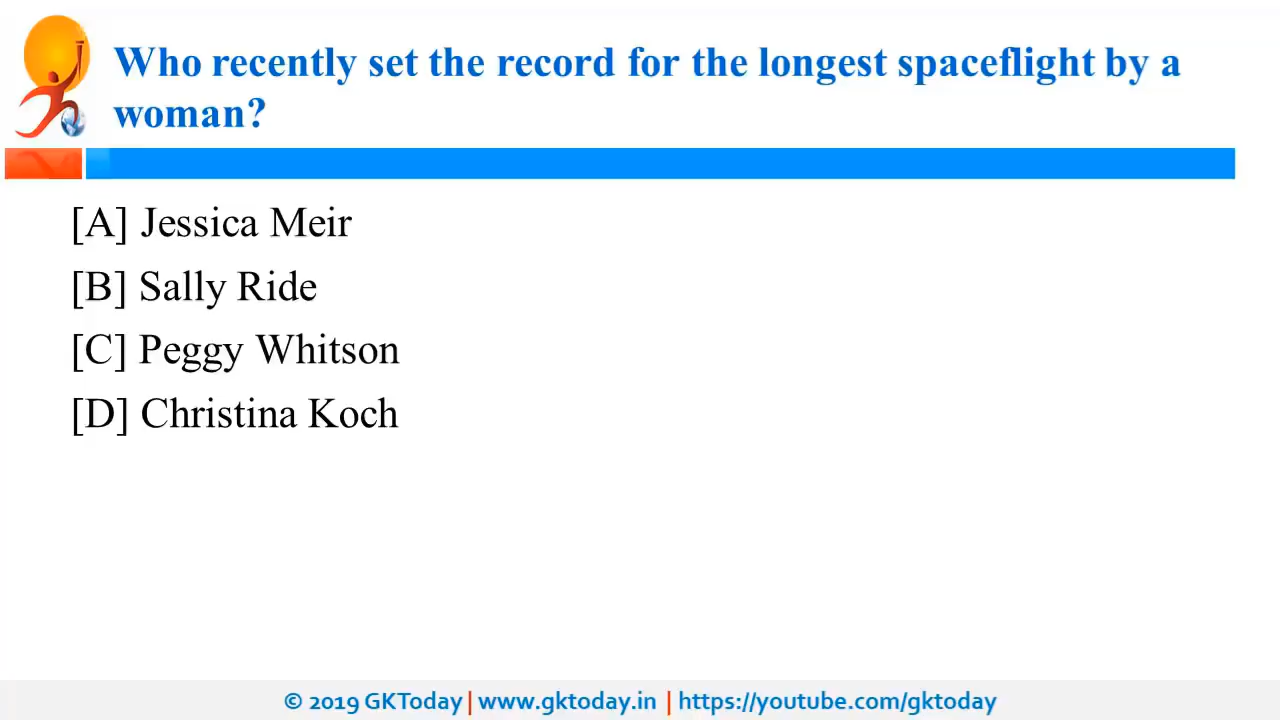 Who recently set the record for the longest spaceflight by a
woman?
[A] Jessica Meir
[B] Sally Ride
[C] Peggy Whitson
[D] Christina Koch
© 2019 GKToday | www.gktoday.in | https://youtube.com/gktoday